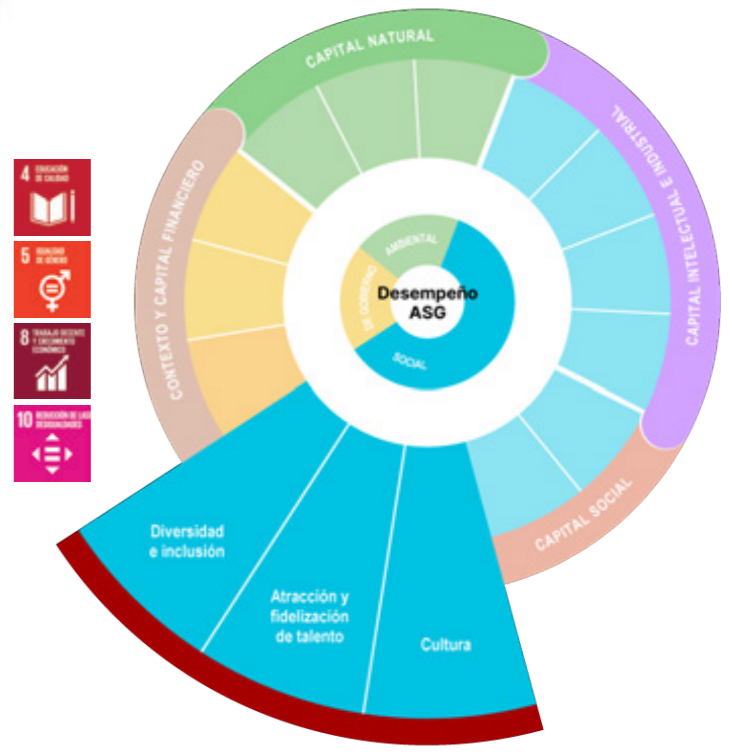 CAPITAL NATURAL
CAPITAL INTELECTUAL E INDUSTRIAL
CONTEXTO Y CAPITAL FINANCIERO
CAPITAL SOCIAL
4 EDUCACIÓN
DE CALIDAD
5 IGUALDAD
DE GÉNERO
8 TRABAJO DECENTE
Y CRECIMIENTO
ECONÓMICO
10 REDUCCIÓN DE LAS
DESIGUALDADES
AMBIENTAL
DE GOBIERNO
SOCIAL
Desempeño
ASG
Diversidad
e inclusión
Atracción y
fidelización
de talento
Cultura